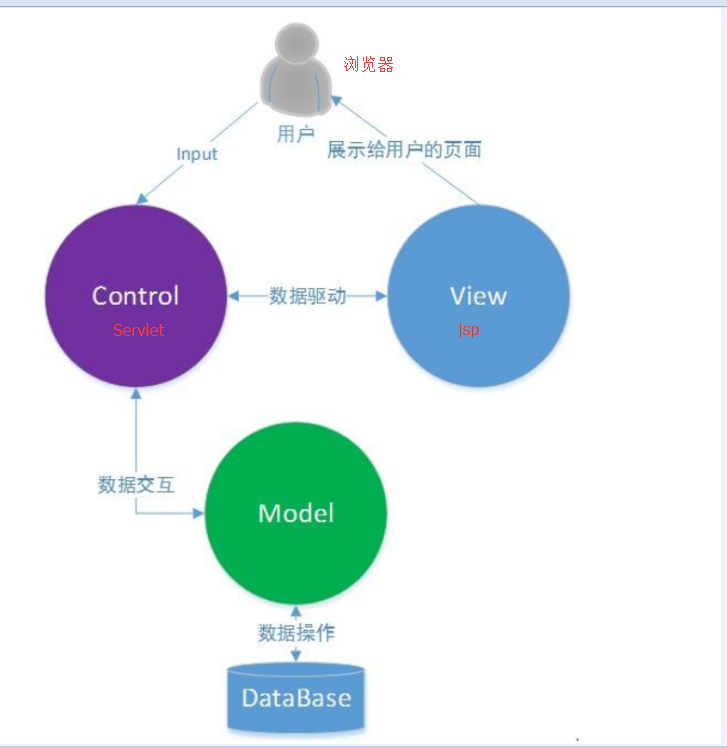 浏览器
用户
Input
展示给用户的页面
Control
数据驱动
View
Servlet
jsp
数据交互
Model
数据操作
DataBase